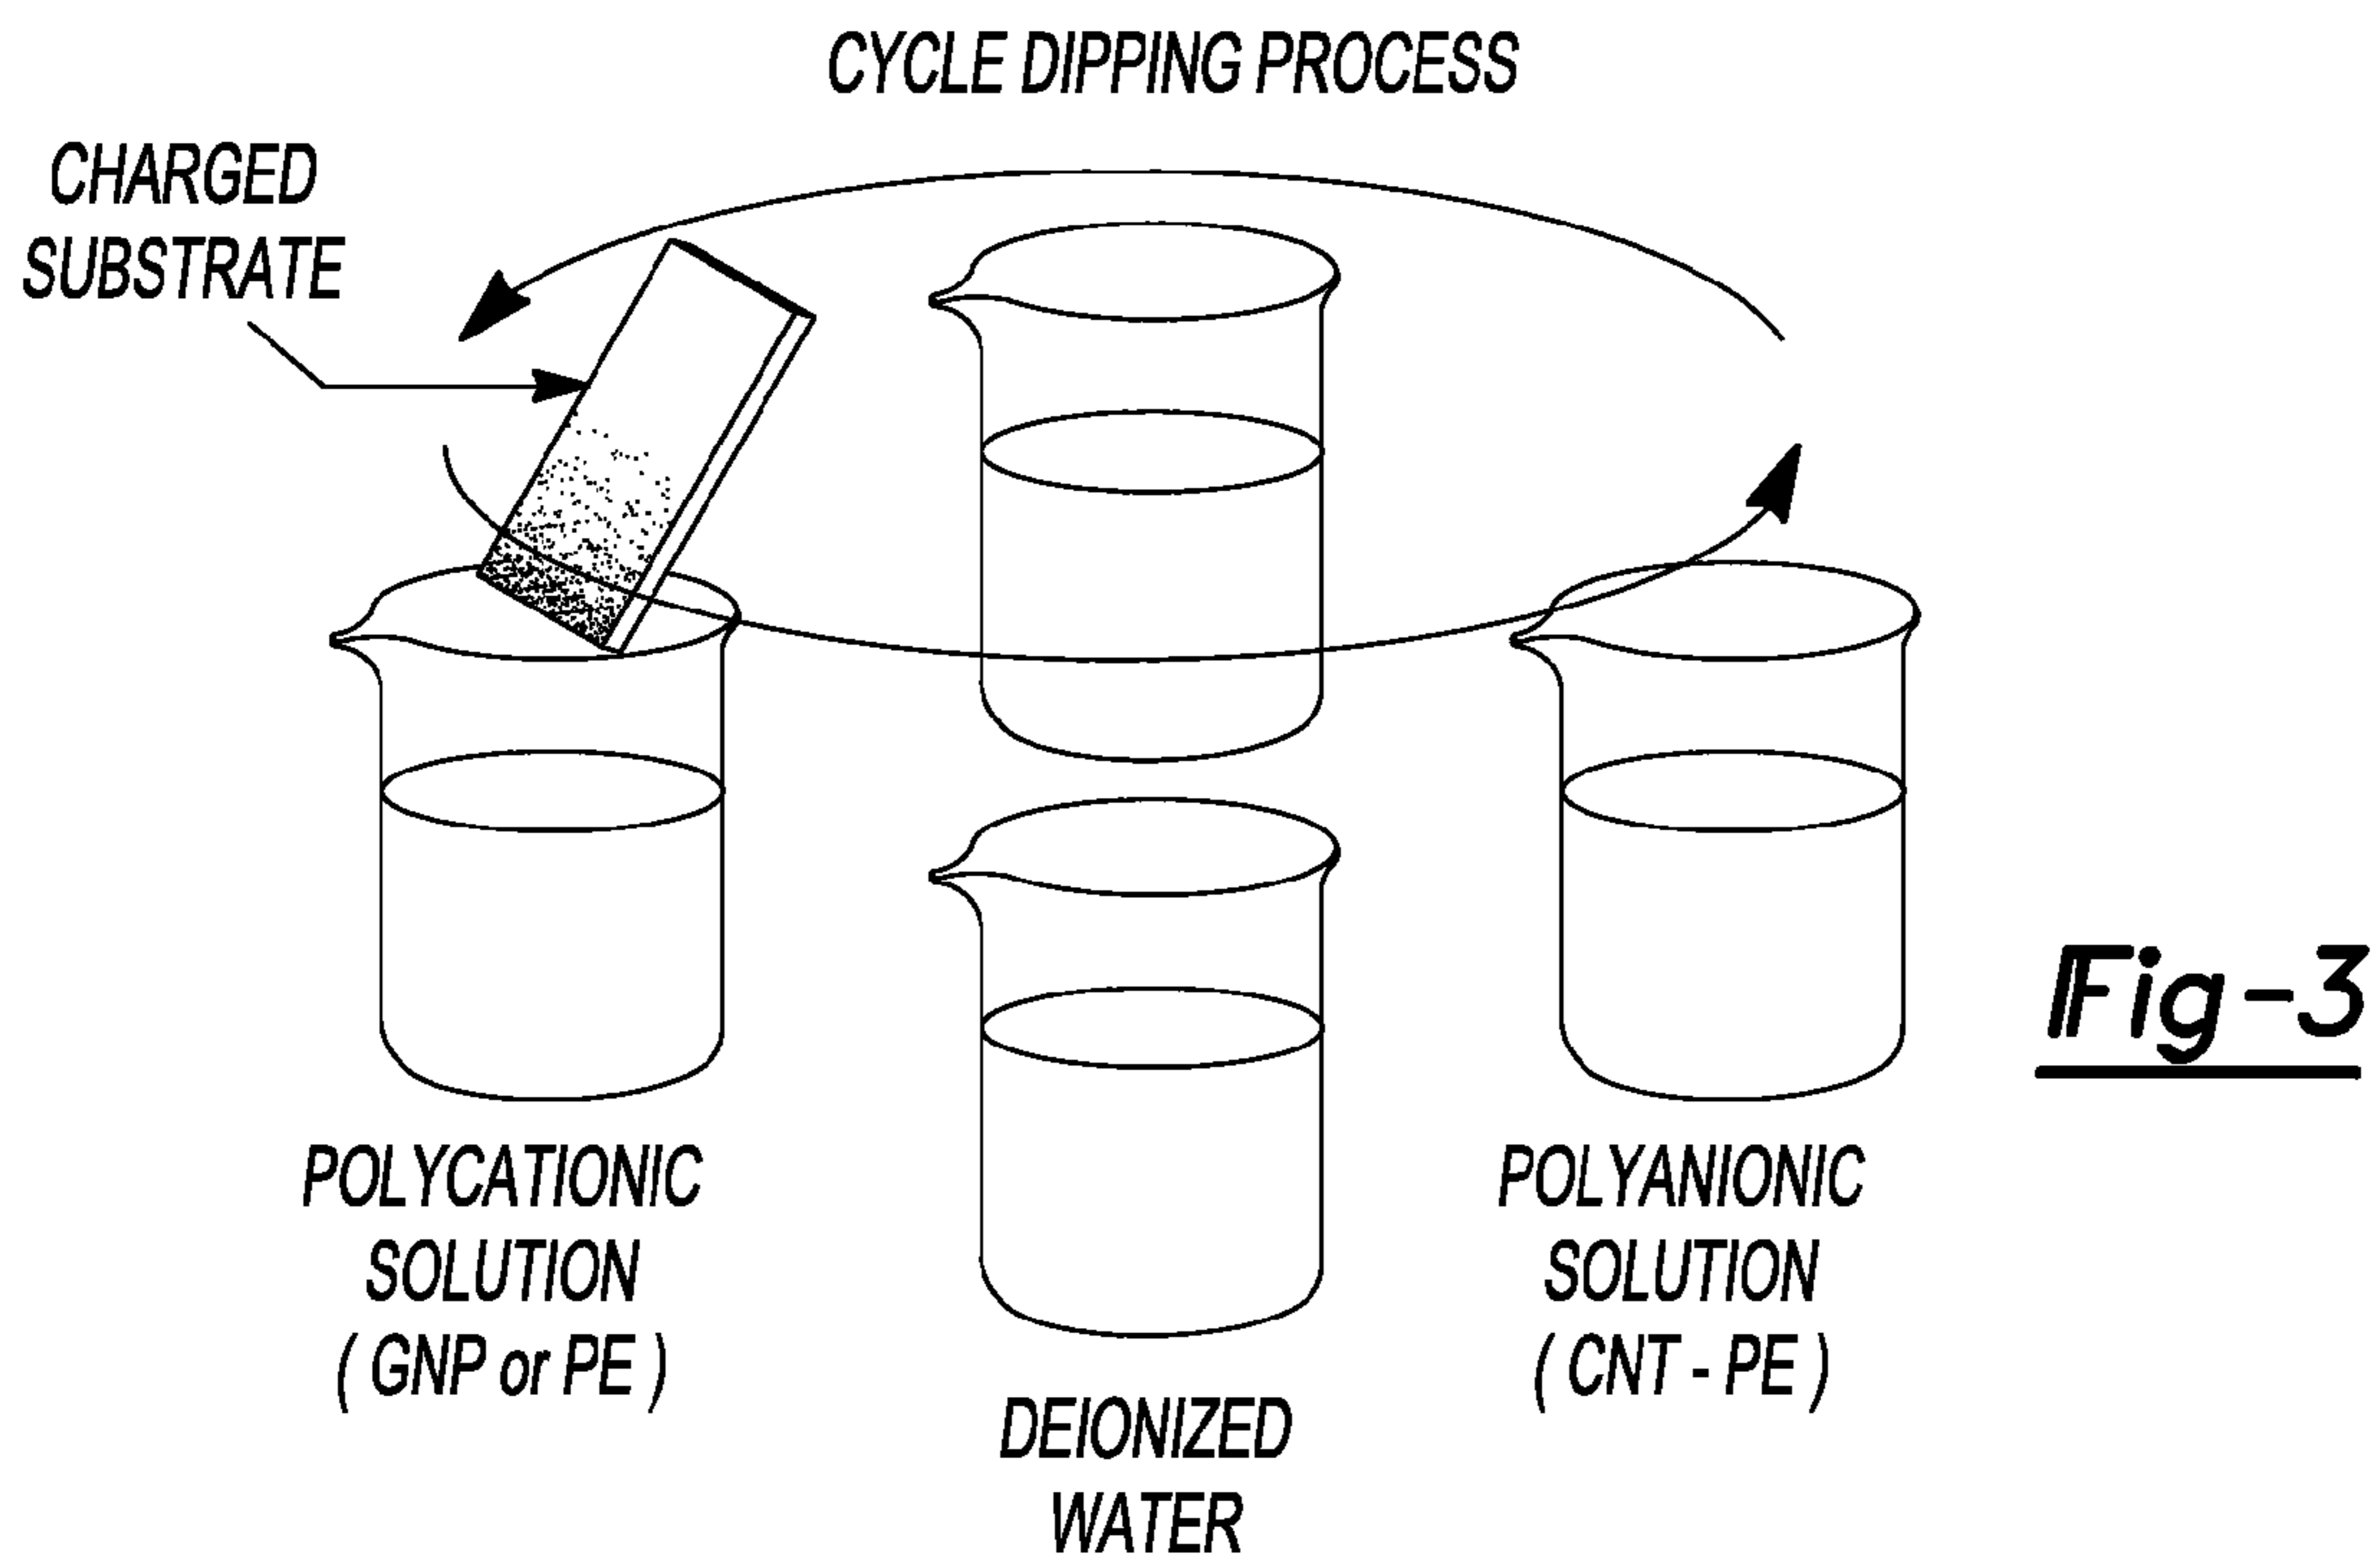 CYCLE DIPPING PROCESS
CHARGED
SUBSTRATE
POLYCATIONIC
SOLUTION
( GNP or PE )
DEIONIZED
WATER
POLYANIONIC
SOLUTION
( CNT - PE )
Fig-3